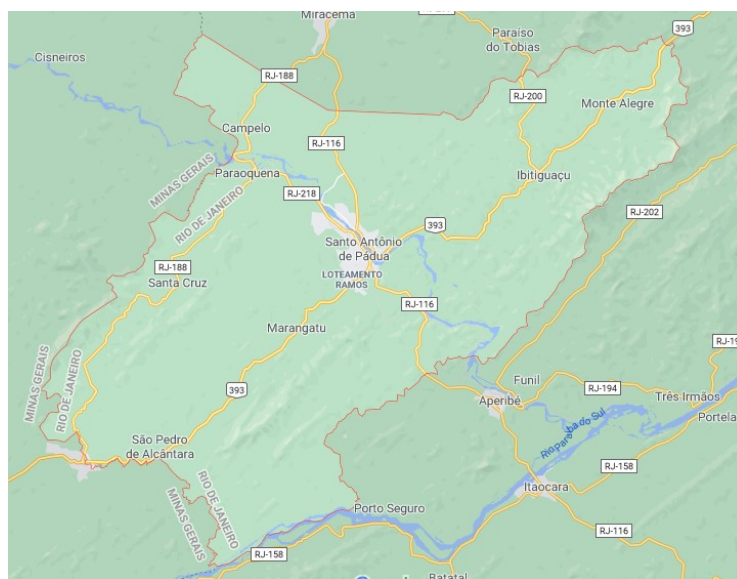 Miracema
393
Paraíso
do Tobias
Cisneiros
RJ-188
RJ-200
Monte Alegre
Campelo
RJ-116
MINAS GERAIS
Paraoquena
Ibitiguaçu
RJ-218
RIO DE JANEIRO
RJ-202
393
Santo Antônio
de Pádua
RJ-188
LOTEAMENTO
RAMOS
Santa Cruz
RJ-116
Marangatu
MINAS GERAIS
RIO DE JANEIRO
393
Funil
RJ-194
Aperibé
Três Irmãos
Portela
Rio Paraíba do Sul
São Pedro
de Alcântara
RJ-158
RIO DE JANEIRO
MINAS GERAIS
Itaocara
Porto Seguro
RJ-116
RJ-158